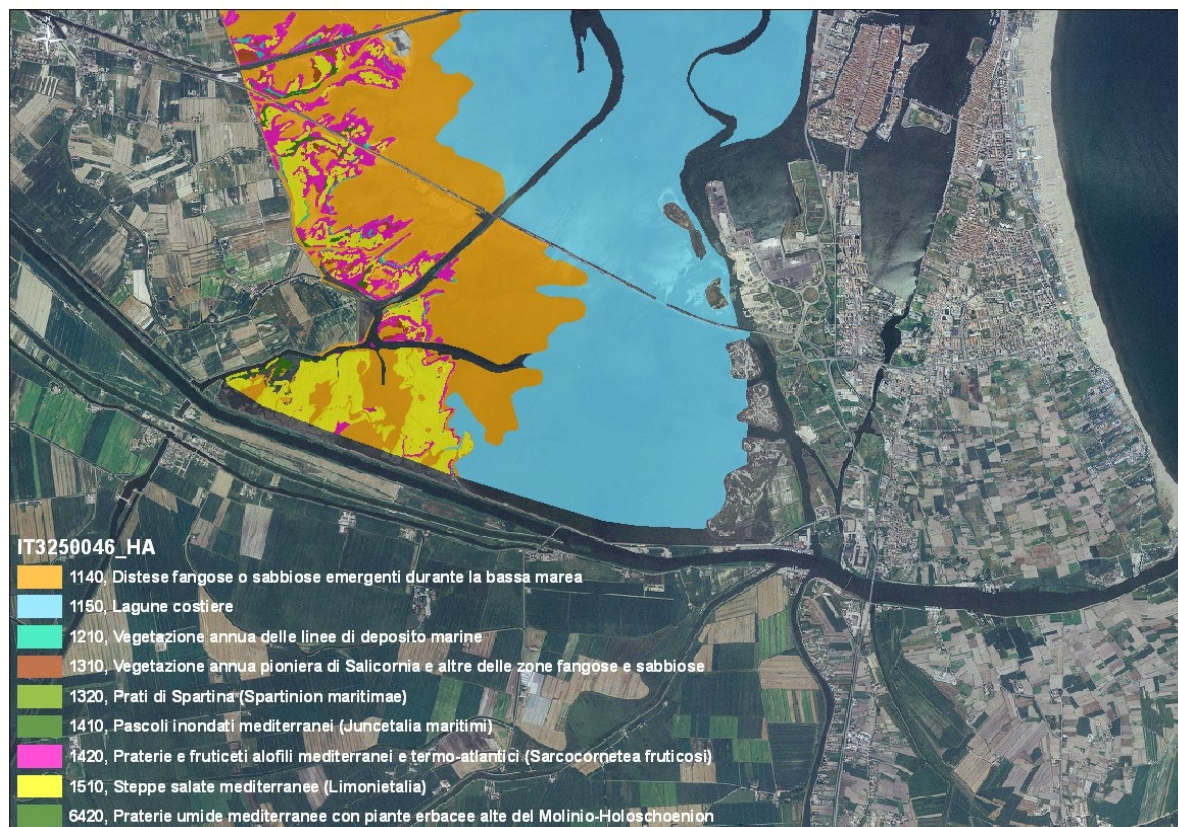 IT3250046_HA
1140, Distese fangose o sabbiose emergenti durante la bassa marea
1150, Lagune costiere
1210, Vegetazione annua delle linee di deposito marine
1310, Vegetazione annua pioniera di Salicornia e altre delle zone fangose e sabbiose
1320, Prati di Spartina (Spartinion maritimae)
1410, Pascoli inondati mediterranei (Juncetalia maritimi)
1420, Praterie e fruticeti alofili mediterranei e termo-atlantici (Sarcocornetea fruticosi)
1510, Steppe salate mediterranee (Limonietalia)
6420, Praterie umide mediterranee con piante erbacee alte del Molinio-Holoschoenion